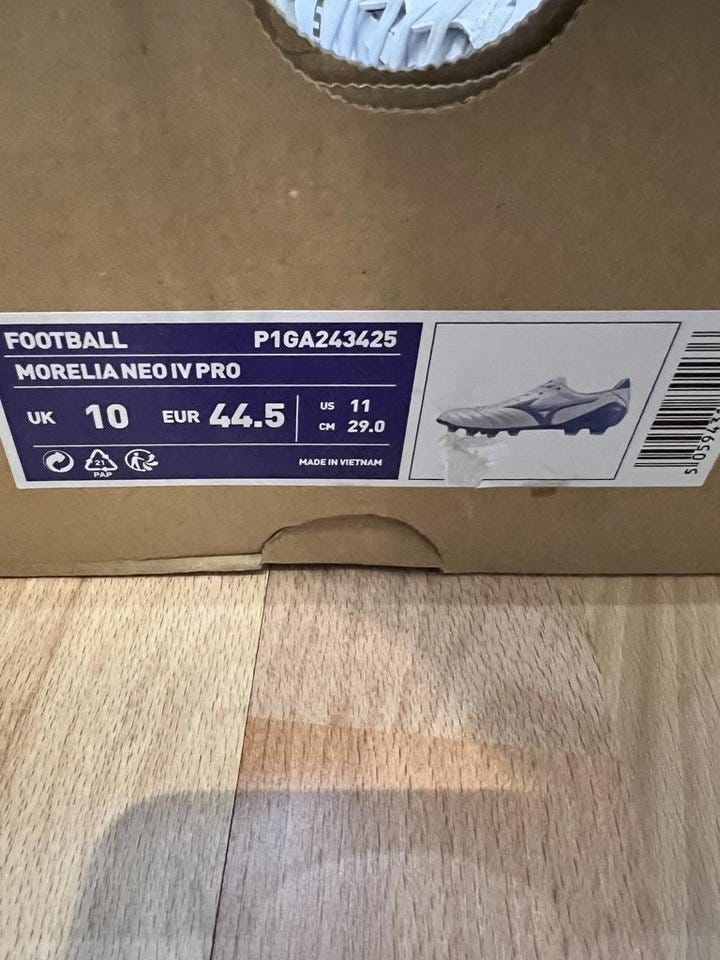 FOOTBALL P1GA243425
MORELIA NEO IV PRO
UK 10 EUR 44.5 US 11
CM 29.0
21
PAP
MADE IN VIETNAM